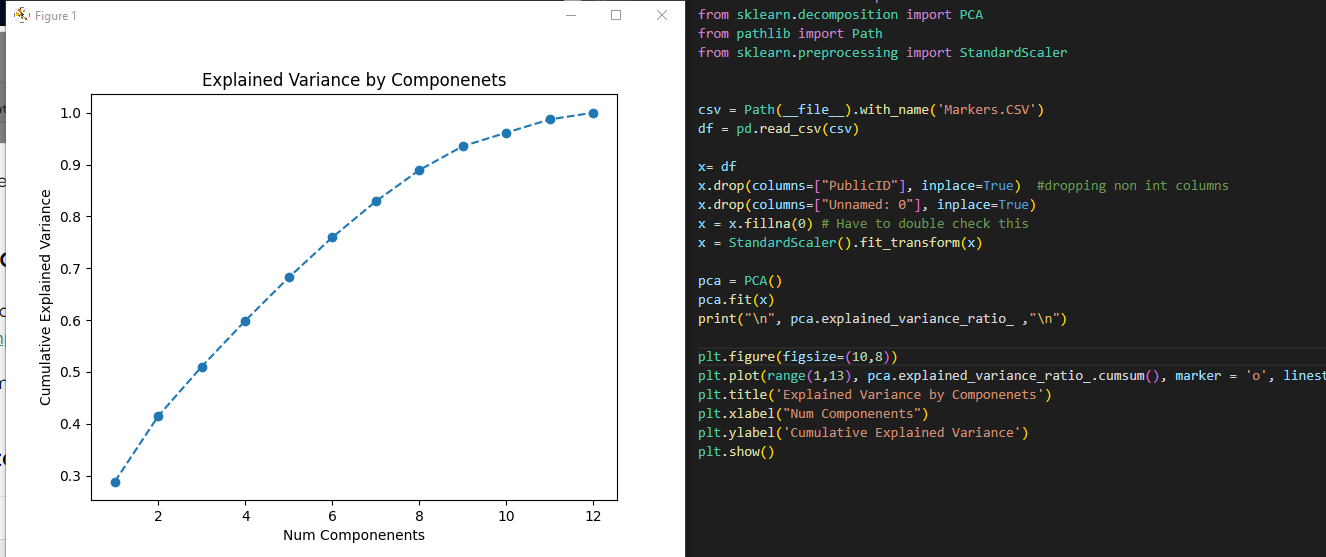 Figure 1
Explained Variance by Componenets
1.0
0.9
0.8
0.7
0.6
0.5
0.4
0.3
Cumulative Explained Variance
2 4 6 8 10 12
Num Componenents
from sklearn.decomposition import PCA
from pathlib import Path
from sklearn.preprocessing import StandardScaler
csv = Path(__file__).with_name('Markers.CSV')
df = pd.read_csv(csv)
x= df
x.drop(columns=["PublicID"], inplace=True)  #dropping non int columns
x.drop(columns=["Unnamed: 0"], inplace=True)
x = x.fillna(0) # Have to double check this
x = StandardScaler().fit_transform(x)
pca = PCA()
pca.fit(x)
print("\n", pca.explained_variance_ratio_ ,"\n")
plt.figure(figsize=(10,8))
plt.plot(range(1,13), pca.explained_variance_ratio_.cumsum(), marker = 'o', linest
plt.title('Explained Variance by Componenets')
plt.xlabel("Num Componenents")
plt.ylabel('Cumulative Explained Variance')
plt.show()